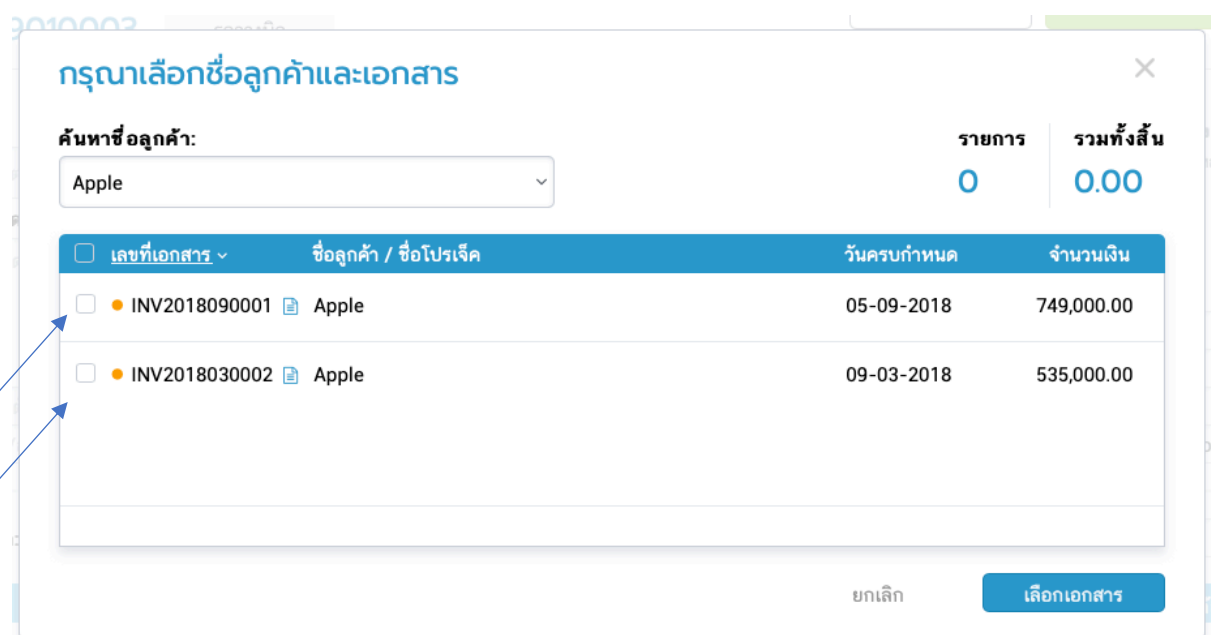 กรุณาเลือกชื่อลูกค้าและเอกสาร
ค้นหาชื่อลูกค้า: รายการ รวมทั้งสิ้น
Apple 0 0.00
เลขที่เอกสาร ชื่อลูกค้า / ชื่อโปรเจ็ค วันครบกำหนด จำนวนเงิน
INV2018090001 Apple 05-09-2018 749,000.00
INV2018030002 Apple 09-03-2018 535,000.00
ยกเลิก เลือกเอกสาร